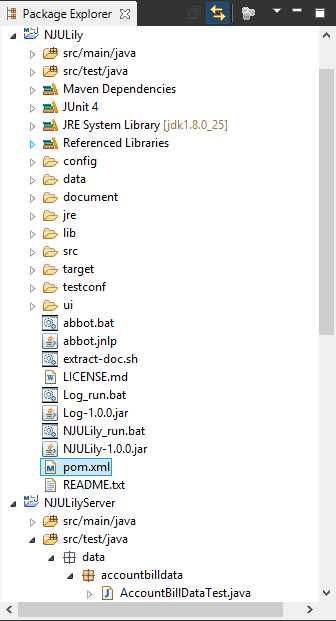 Package Explorer
NJULily
src/main/java
src/test/java
Maven Dependencies
JUnit 4
JRE System Library [jdk1.8.0_25]
Referenced Libraries
config
data
document
jre
lib
src
target
testconf
ui
abbot.bat
abbot.jnlp
extract-doc.sh
LICENSE.md
Log_run.bat
Log-1.0.0.jar
NJULily_run.bat
NJULily-1.0.0.jar
pom.xml
README.txt
NJULilyServer
src/main/java
src/test/java
data
accountbilldata
AccountBillDataTest.java